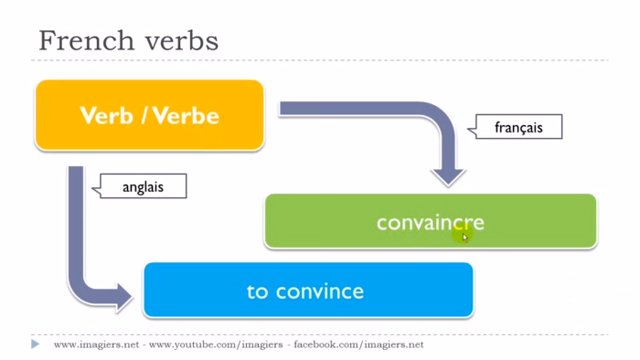 French verbs
Verb / Verbe
français
anglais
convaincre
to convince
www.imagiers.net - www.youtube.com/imagiers - facebook.com/imagiers.net